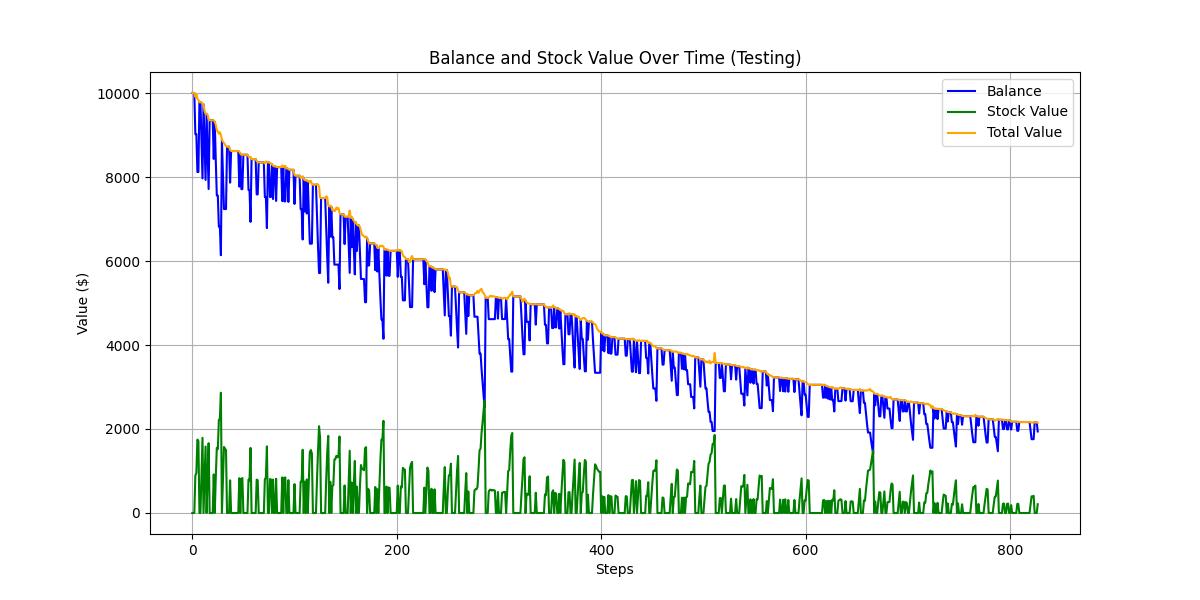 Balance and Stock Value Over Time (Testing)
Balance
Stock Value
Total Value
10000
8000
6000
4000
2000
0
Value ($)
0 200 400 600 800
Steps